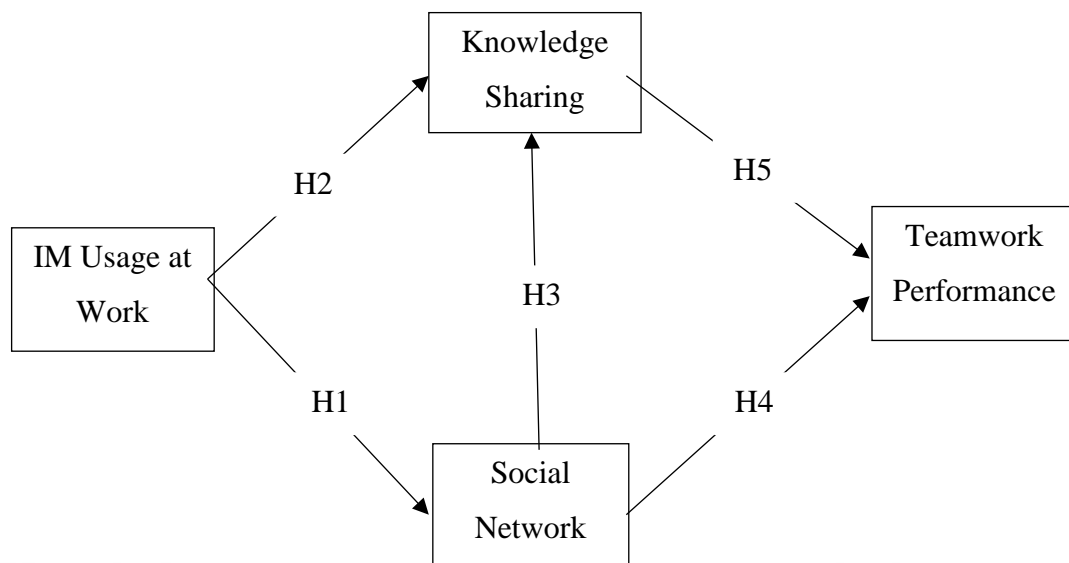 Knowledge
Sharing
H2
H5
IM Usage at
Work
H3
Teamwork
Performance
H1
H4
Social
Network